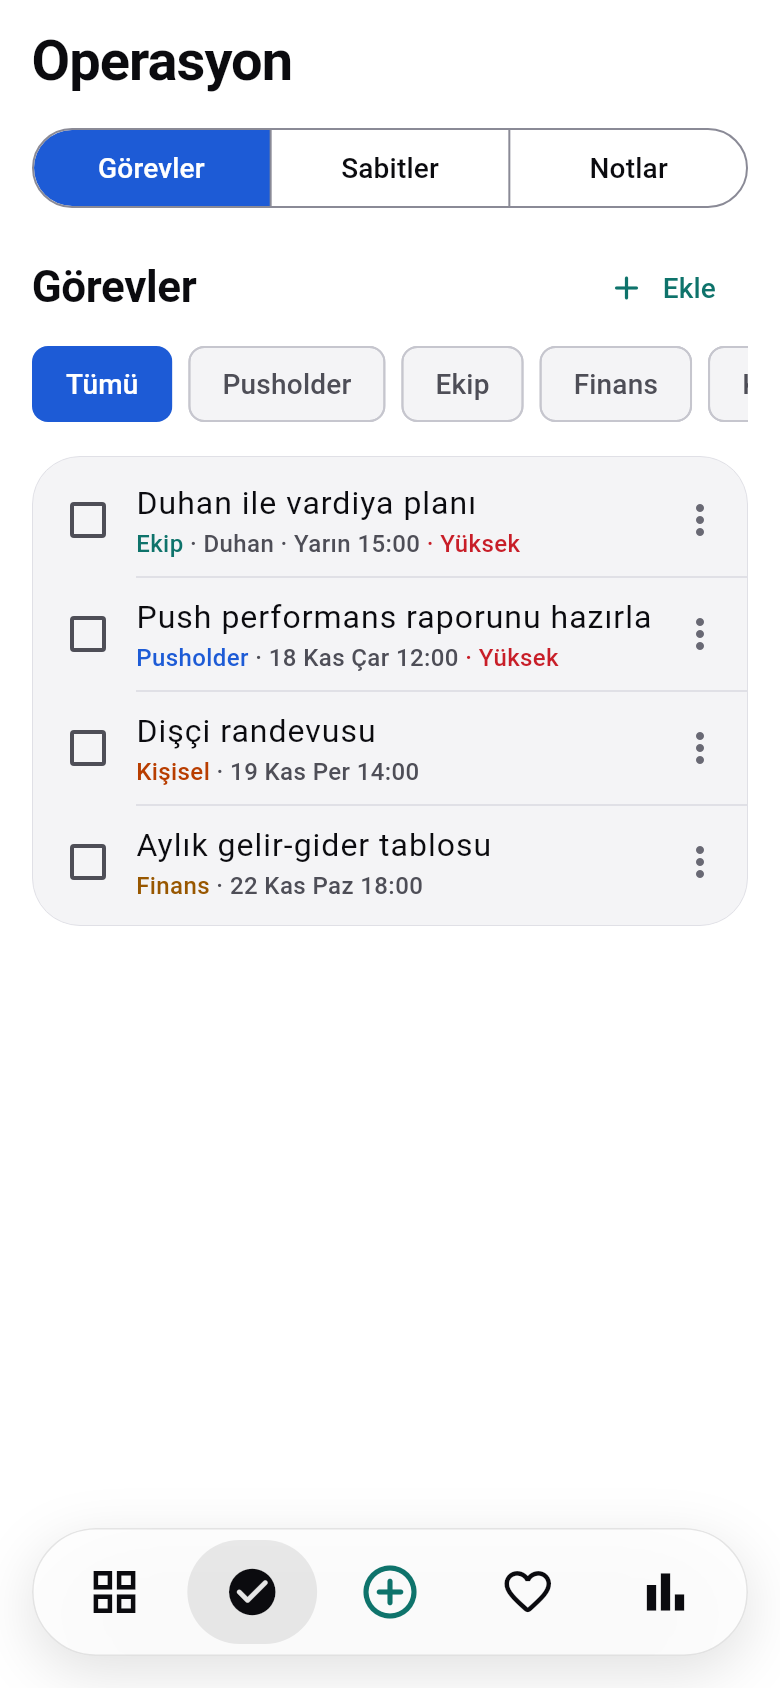 Operasyon
Görevler Sabitler Notlar
Görevler + Ekle
Tümü Pusholder Ekip Finans
Duhan ile vardiya planı
Ekip · Duhan · Yarın 15:00 · Yüksek
Push performans raporunu hazırla
Pusholder · 18 Kas Çar 12:00 · Yüksek
Dişçi randevusu
Kişisel · 19 Kas Per 14:00
Aylık gelir-gider tablosu
Finans · 22 Kas Paz 18:00